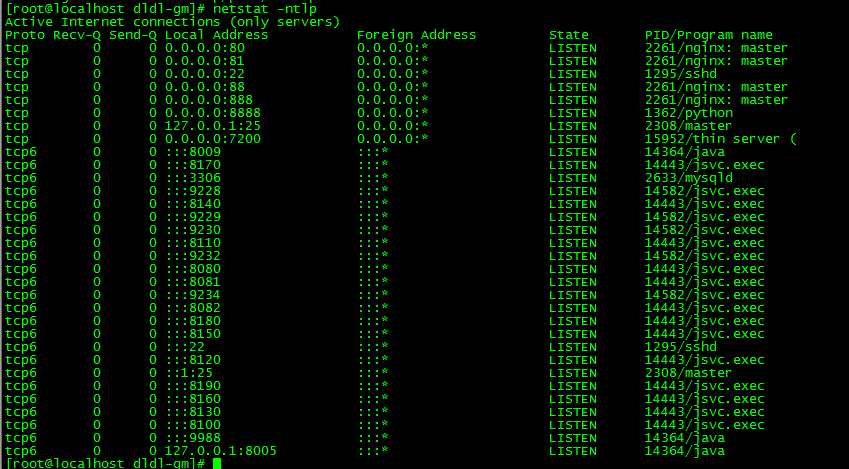 [root@localhost dldl-gm]# netstat -ntlp
Active Internet connections (only servers)
Proto Recv-Q Send-Q Local Address           Foreign Address         State       PID/Program name
tcp        0      0 0.0.0.0:80              0.0.0.0:*               LISTEN      2261/nginx: master
tcp        0      0 0.0.0.0:81              0.0.0.0:*               LISTEN      2261/nginx: master
tcp        0      0 0.0.0.0:22              0.0.0.0:*               LISTEN      1295/sshd
tcp        0      0 0.0.0.0:88              0.0.0.0:*               LISTEN      2261/nginx: master
tcp        0      0 0.0.0.0:888             0.0.0.0:*               LISTEN      2261/nginx: master
tcp        0      0 0.0.0.0:8888            0.0.0.0:*               LISTEN      1362/python
tcp        0      0 127.0.0.1:25            0.0.0.0:*               LISTEN      2308/master
tcp        0      0 0.0.0.0:7200            0.0.0.0:*               LISTEN      15952/thin server (
tcp6       0      0 :::8009                 :::*                    LISTEN      14364/java
tcp6       0      0 :::8170                 :::*                    LISTEN      14443/jsvc.exec
tcp6       0      0 :::3306                 :::*                    LISTEN      2633/mysqld
tcp6       0      0 :::9228                 :::*                    LISTEN      14582/jsvc.exec
tcp6       0      0 :::8140                 :::*                    LISTEN      14443/jsvc.exec
tcp6       0      0 :::9229                 :::*                    LISTEN      14582/jsvc.exec
tcp6       0      0 :::9230                 :::*                    LISTEN      14582/jsvc.exec
tcp6       0      0 :::8110                 :::*                    LISTEN      14443/jsvc.exec
tcp6       0      0 :::9232                 :::*                    LISTEN      14582/jsvc.exec
tcp6       0      0 :::8080                 :::*                    LISTEN      14443/jsvc.exec
tcp6       0      0 :::8081                 :::*                    LISTEN      14443/jsvc.exec
tcp6       0      0 :::9234                 :::*                    LISTEN      14582/jsvc.exec
tcp6       0      0 :::8082                 :::*                    LISTEN      14443/jsvc.exec
tcp6       0      0 :::8180                 :::*                    LISTEN      14443/jsvc.exec
tcp6       0      0 :::8150                 :::*                    LISTEN      14443/jsvc.exec
tcp6       0      0 :::22                   :::*                    LISTEN      1295/sshd
tcp6       0      0 :::8120                 :::*                    LISTEN      14443/jsvc.exec
tcp6       0      0 ::1:25                  :::*                    LISTEN      2308/master
tcp6       0      0 :::8190                 :::*                    LISTEN      14443/jsvc.exec
tcp6       0      0 :::8160                 :::*                    LISTEN      14443/jsvc.exec
tcp6       0      0 :::8130                 :::*                    LISTEN      14443/jsvc.exec
tcp6       0      0 :::8100                 :::*                    LISTEN      14443/jsvc.exec
tcp6       0      0 :::9988                 :::*                    LISTEN      14364/java
tcp6       0      0 127.0.0.1:8005          :::*                    LISTEN      14364/java
[root@localhost dldl-gm]#